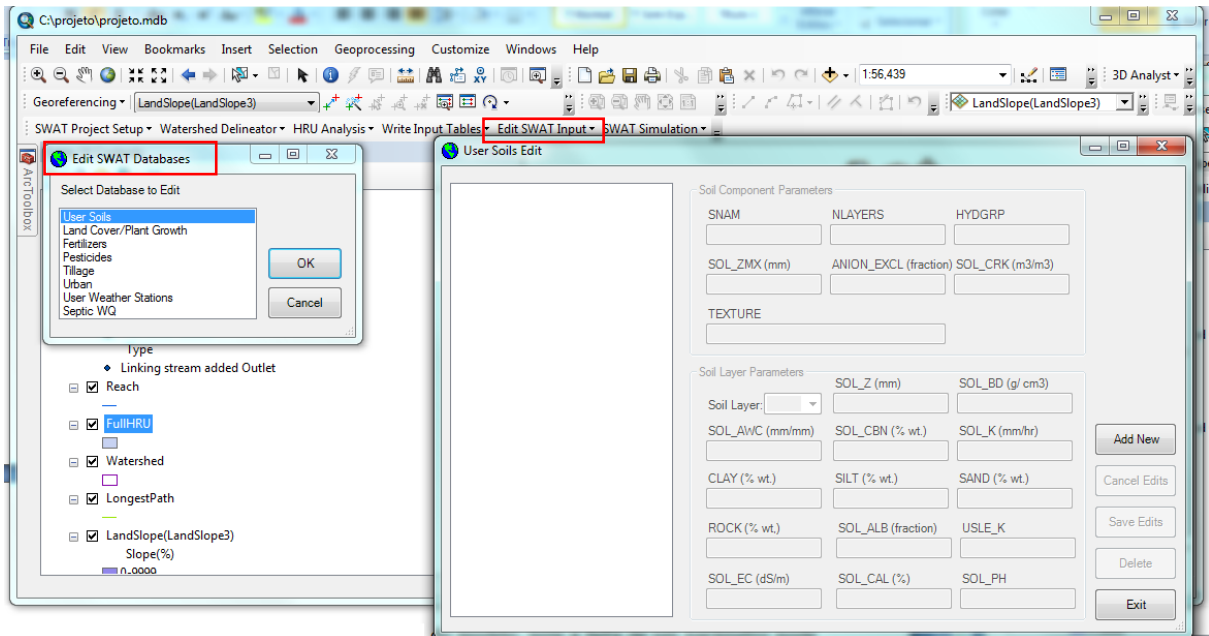 C:\projeto\projeto.mdb
File Edit View Bookmarks Insert Selection Geoprocessing Customize Windows Help
1:56,439
3D Analyst
Georeferencing LandSlope(LandSlope3)
LandSlope(LandSlope3)
SWAT Project Setup Watershed Delineator HRU Analysis Write Input Tables Edit SWAT Input SWAT Simulation
ArcToolbox
Edit SWAT Databases
Select Database to Edit
User Soils
Land Cover/Plant Growth
Fertilizers
Pesticides
Tillage
Urban
User Weather Stations
Septic WQ
OK
Cancel
Type
Linking stream added Outlet
Reach
FullHRU
Watershed
LongestPath
LandSlope(LandSlope3)
Slope(%)
0-9999
User Soils Edit
Soil Component Parameters
SNAM NLAYERS HYDGRP
SOL_ZMX (mm) ANION_EXCL (fraction) SOL_CRK (m3/m3)
TEXTURE
Soil Layer Parameters
SOL_Z (mm) SOL_BD (g/ cm3)
Soil Layer:
SOL_AWC (mm/mm) SOL_CBN (% wt.) SOL_K (mm/hr)
CLAY (% wt.) SILT (% wt.) SAND (% wt.)
ROCK (% wt,) SOL_ALB (fraction) USLE_K
SOL_EC (dS/m) SOL_CAL (%) SOL_PH
Add New
Cancel Edits
Save Edits
Delete
Exit